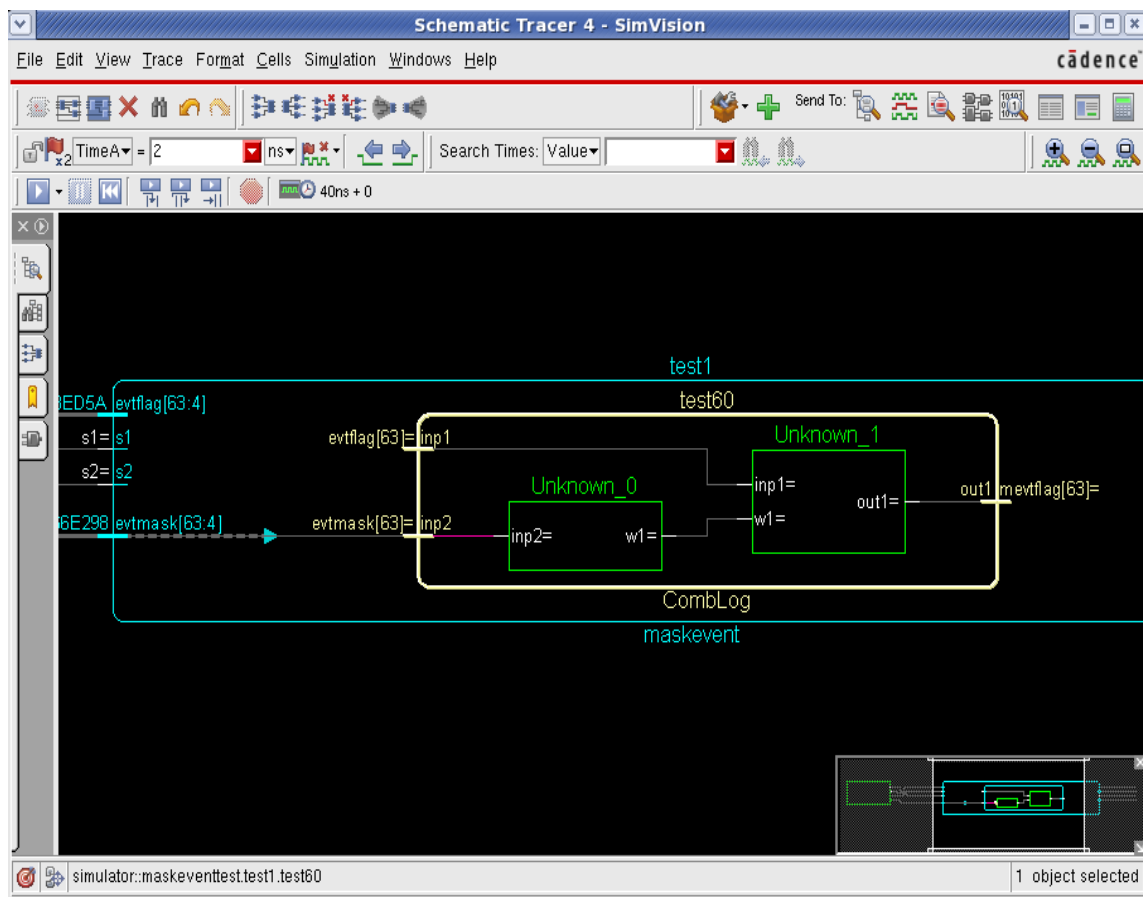 Schematic Tracer 4 - SimVision
File Edit View Trace Format Cells Simulation Windows Help
cādence
Send To:
x2 TimeA = 2 ns Search Times: Value
40ns + 0
test1
test60
evtflag[63:4]
s1= s1
evtflag[63]= inp1
Unknown_1
s2= s2
Unknown_0
inp1=
out1=
out1 mevtflag[63]=
6E298 evtmask[63:4]
evtmask[63]= inp2
w1=
inp2=
w1=
CombLog
maskevent
simulator::maskeventtest.test1.test60
1 object selected